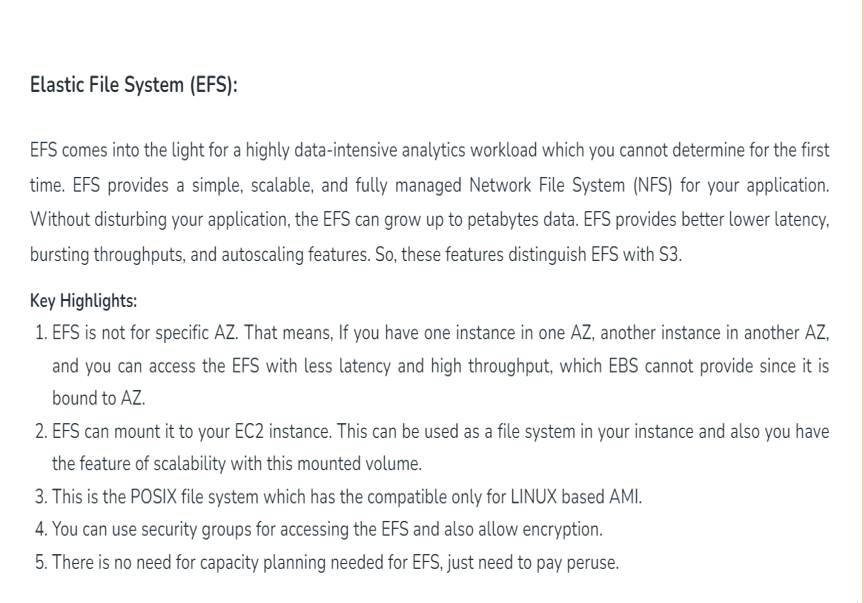 Elastic File System (EFS):
EFS comes into the light for a highly data-intensive analytics workload which you cannot determine for the first
time. EFS provides a simple, scalable, and fully managed Network File System (NFS) for your application.
Without disturbing your application, the EFS can grow up to petabytes data. EFS provides better lower latency,
bursting throughputs, and autoscaling features. So, these features distinguish EFS with S3.
Key Highlights:
1. EFS is not for specific AZ. That means, If you have one instance in one AZ, another instance in another AZ,
and you can access the EFS with less latency and high throughput, which EBS cannot provide since it is
bound to AZ.
2. EFS can mount it to your EC2 instance. This can be used as a file system in your instance and also you have
the feature of scalability with this mounted volume.
3. This is the POSIX file system which has the compatible only for LINUX based AMI.
4. You can use security groups for accessing the EFS and also allow encryption.
5. There is no need for capacity planning needed for EFS, just need to pay peruse.